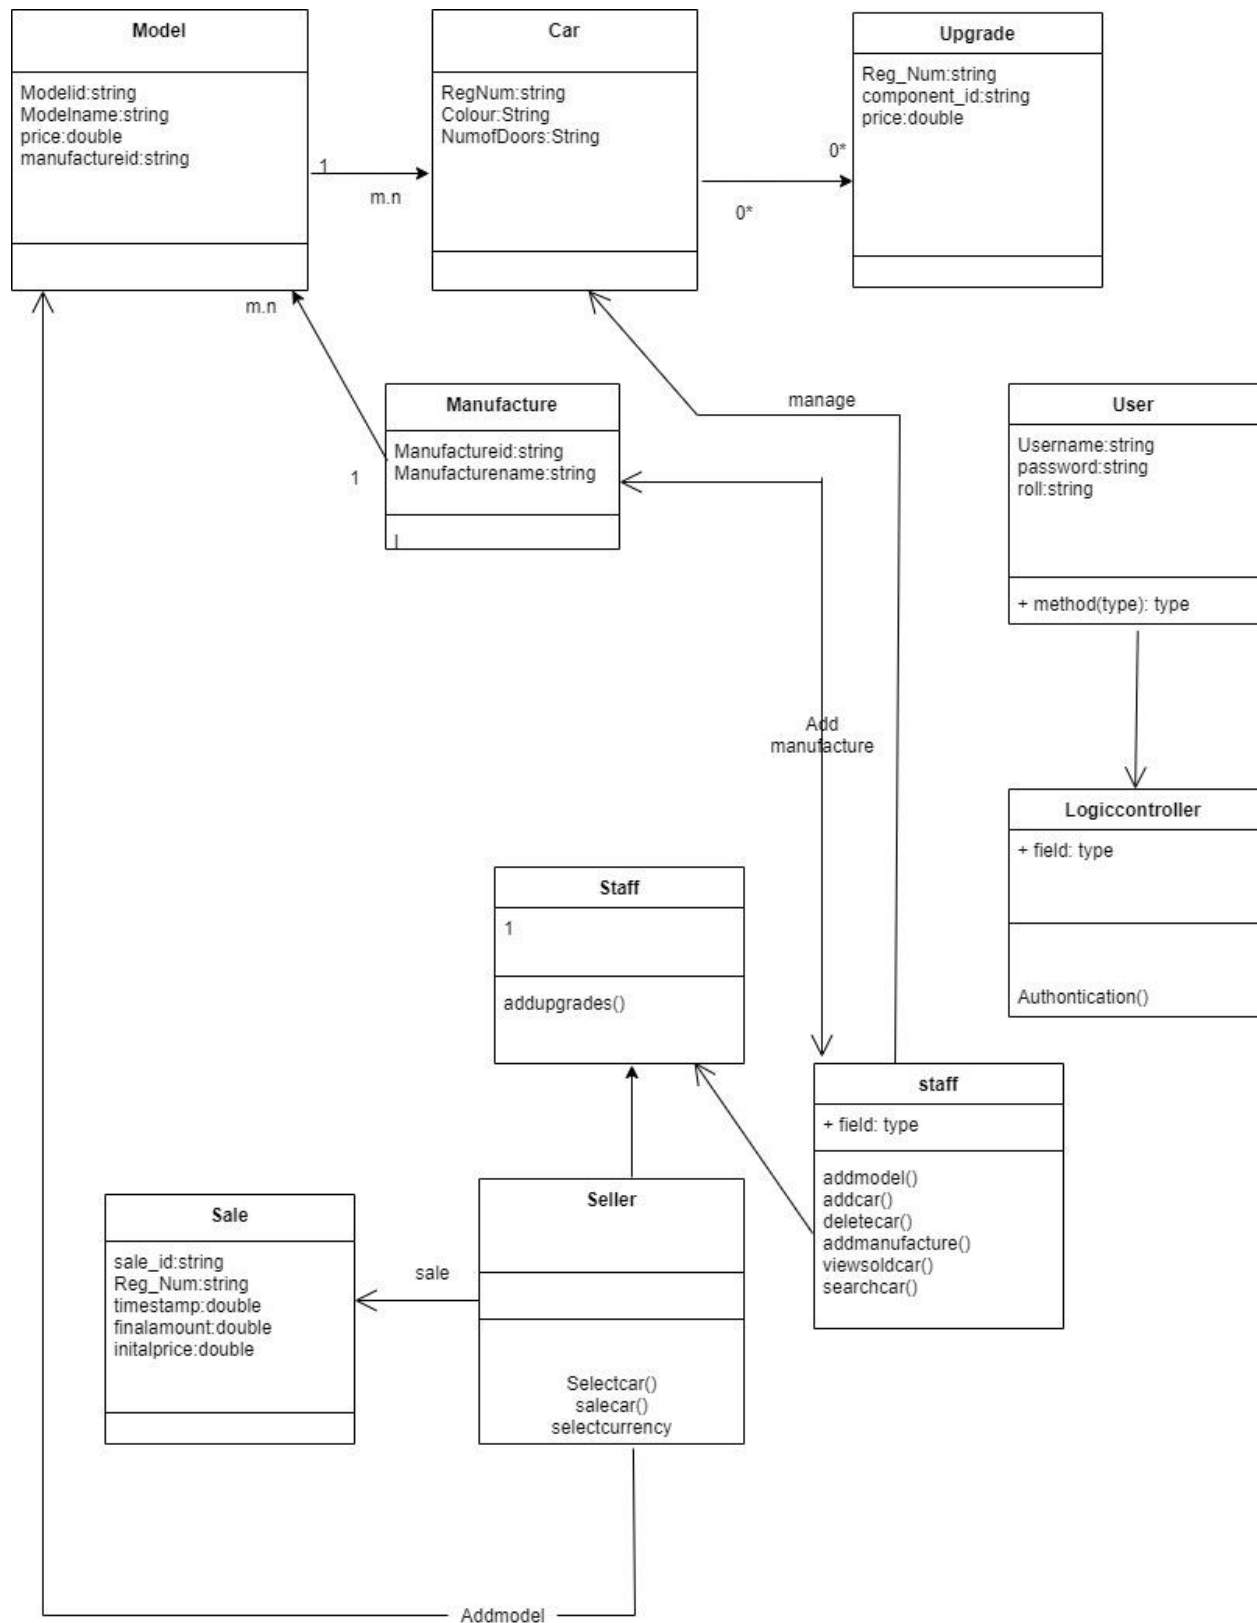 Model
Modelid:string
Modelname:string
price:double
manufactureid:string
1
m.n
Car
RegNum:string
Colour:String
NumofDoors:String
0*
0*
Upgrade
Reg_Num:string
component_id:string
price:double
m.n
1
Manufacture
Manufactureid:string
Manufacturename:string
manage
User
Username:string
password:string
roll:string
+ method(type): type
Add
manufacture
Logiccontroller
+ field: type
Authontication()
Staff
1
addupgrades()
staff
+ field: type
addmodel()
addcar()
deletecar()
addmanufacture()
viewsoldcar()
searchcar()
Sale
sale_id:string
Reg_Num:string
timestamp:double
finalamount:double
initalprice:double
sale
Seller
Selectcar()
salecar()
selectcurrency
Addmodel